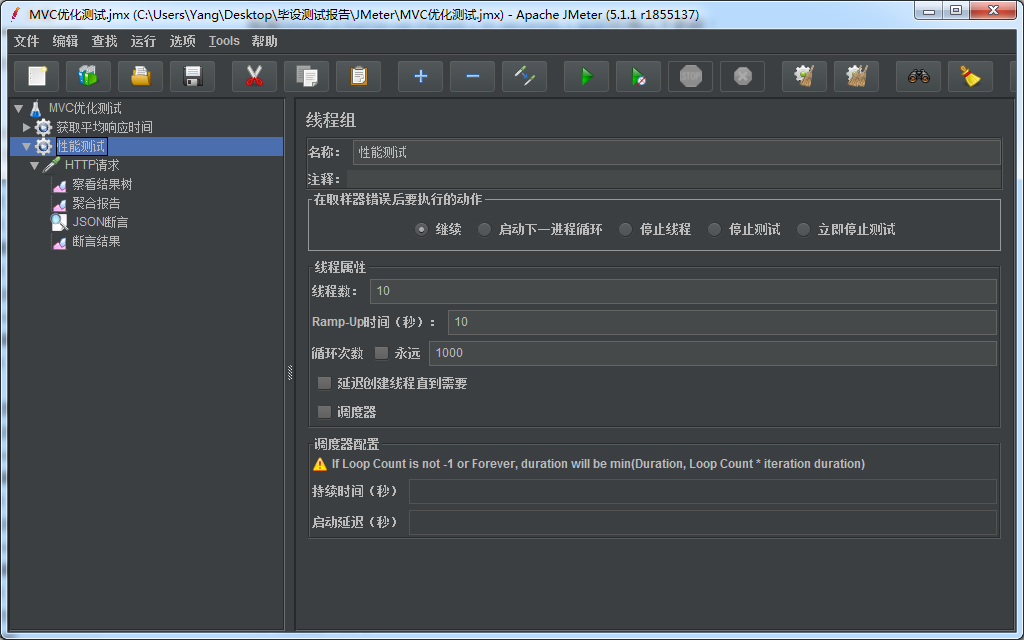 MVC优化测试.jmx (C:\Users\Yang\Desktop\毕设测试报告\JMeter\MVC优化测试.jmx) - Apache JMeter (5.1.1 r1855137)
文件 编辑 查找 运行 选项 Tools 帮助
STOP
MVC优化测试
获取平均响应时间
性能测试
HTTP请求
察看结果树
聚合报告
JSON断言
断言结果
线程组
名称： 性能测试
注释：
在取样器错误后要执行的动作
继续 启动下一进程循环 停止线程 停止测试 立即停止测试
线程属性
线程数： 10
Ramp-Up时间（秒）： 10
循环次数 永远 1000
延迟创建线程直到需要
调度器
调度器配置
If Loop Count is not -1 or Forever, duration will be min(Duration, Loop Count * iteration duration)
持续时间（秒）
启动延迟（秒）